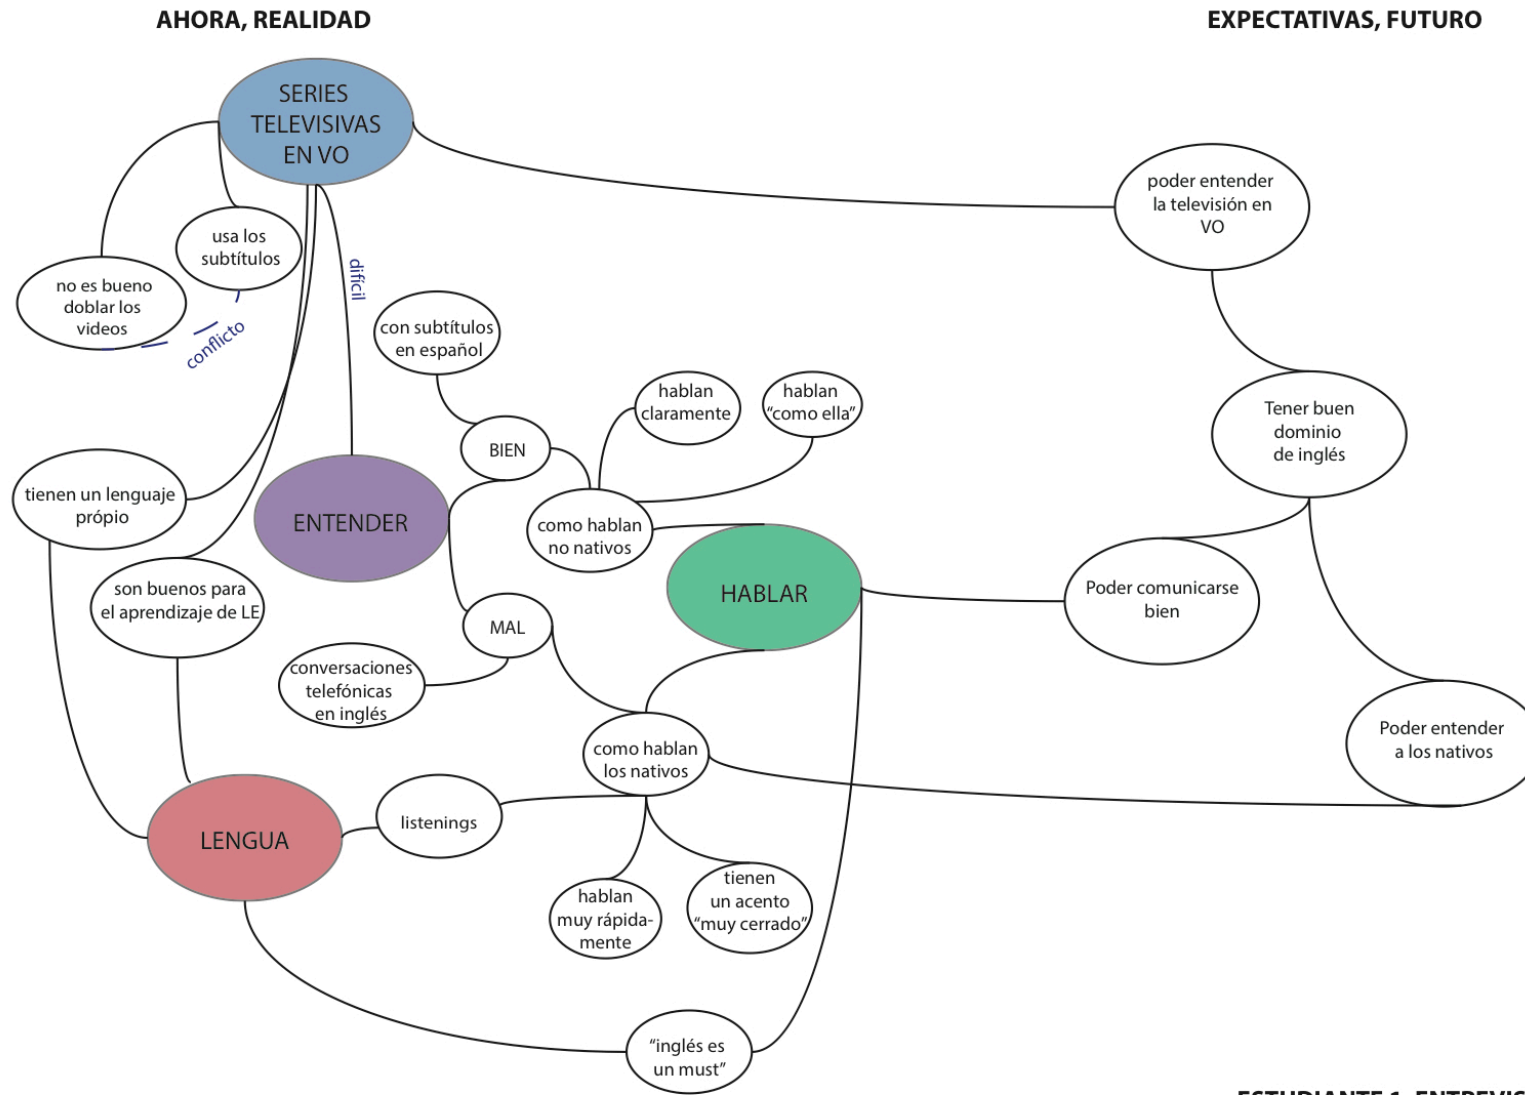 AHORA, REALIDAD
EXPECTATIVAS, FUTURO
SERIES
TELEVISIVAS
EN VO
poder entender
la televisión en
VO
usa los
subtítulos
no es bueno
doblar los
videos
conflicto
difícil
con subtítulos
en español
hablan
claramente
hablan
“como ella”
BIEN
Tener buen
dominio
de inglés
tienen un lenguaje
própio
ENTENDER
como hablan
no nativos
son buenos para
el aprendizaje de LE
HABLAR
Poder comunicarse
bien
MAL
conversaciones
telefónicas
en inglés
como hablan
los nativos
Poder entender
a los nativos
LENGUA
listenings
hablan
muy rápida-
mente
tienen
un acento
“muy cerrado”
“inglés es
un must”
ESTUDIANTE 1, ENTREVIS